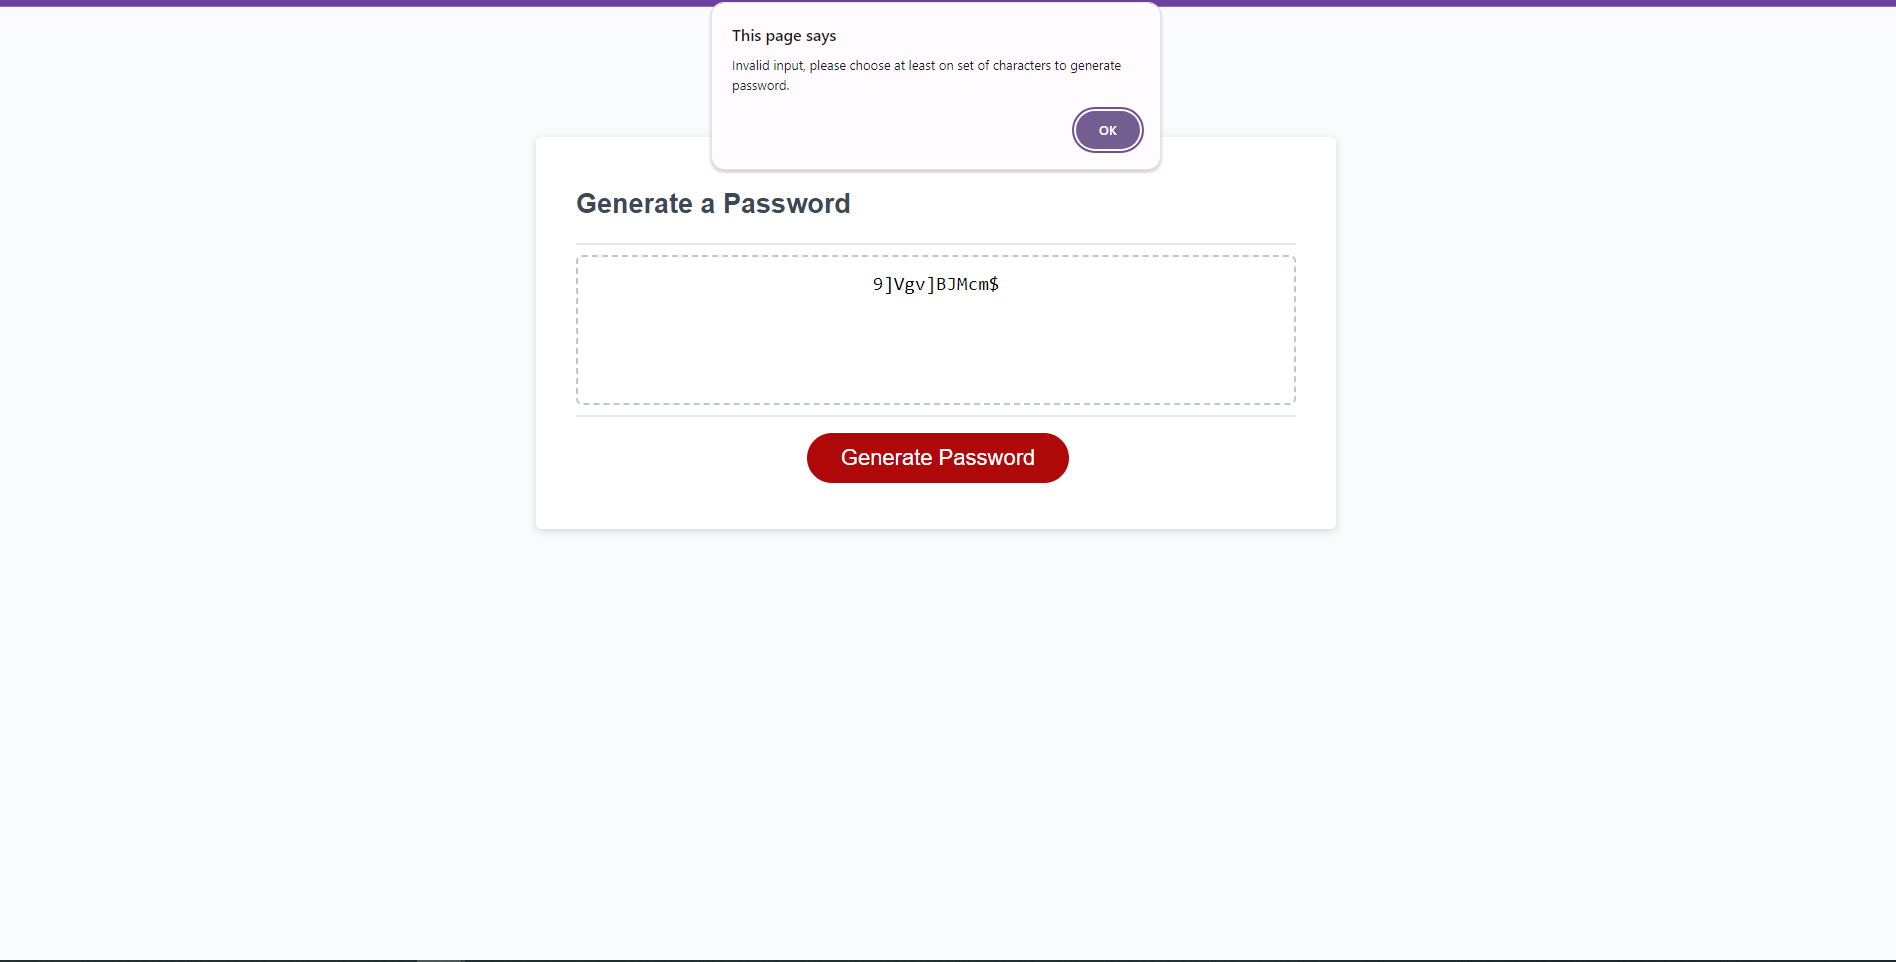 This page says
Invalid input, please choose at least on set of characters to generate
password.
OK
Generate a Password
9]Vgv]BJMcm$
Generate Password